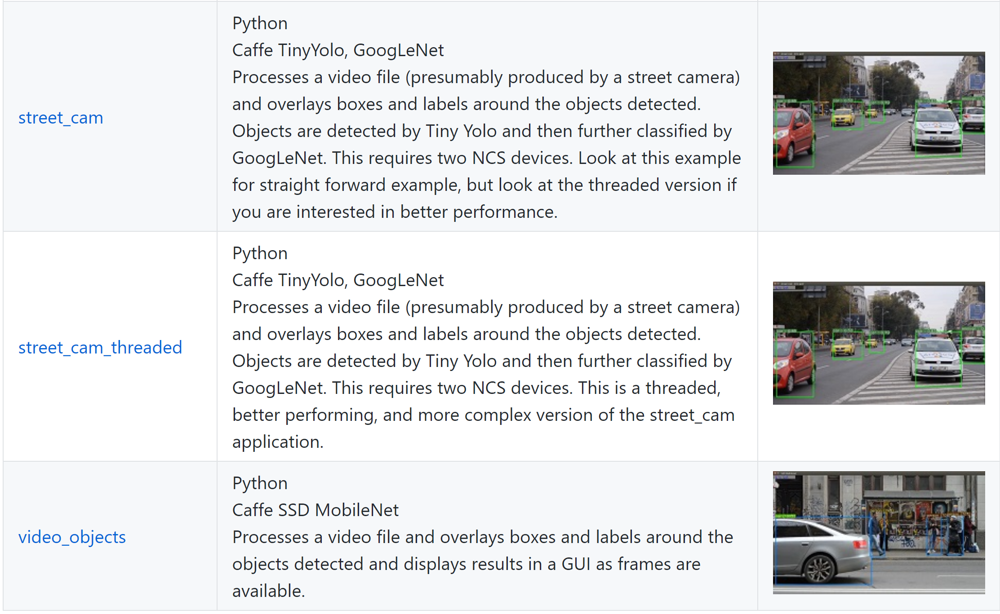 Python
Caffe TinyYolo, GoogLeNet
Processes a video file (presumably produced by a street camera)
and overlays boxes and labels around the objects detected.
street_cam
Objects are detected by Tiny Yolo and then further classified by
GoogLeNet. This requires two NCS devices. Look at this example
for straight forward example, but look at the threaded version if
you are interested in better performance.
Python
Caffe TinyYolo, GoogLeNet
Processes a video file (presumably produced by a street camera)
and overlays boxes and labels around the objects detected.
street_cam_threaded
Objects are detected by Tiny Yolo and then further classified by
GoogLeNet. This requires two NCS devices. This is a threaded,
better performing, and more complex version of the street_cam
application.
Python
Caffe SSD MobileNet
video_objects
Processes a video file and overlays boxes and labels around the
objects detected and displays results in a GUI as frames are
available.